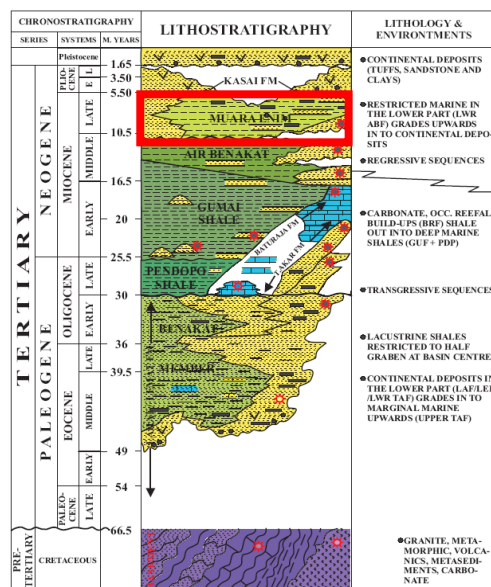 CHRONOSTRATIGRAPHY
SERIES SYSTEMS M. YEARS
LITHOSTRATIGRAPHY
LITHOLOGY &
ENVIRONMENTS
TERTIARY
PRE-
TERTIARY
NEOGENE
PALEOGENE
PLIO-
CENE
MIOCENE
OLIGOCENE
EOCENE
PALEO-
CENE
CRETACEOUS
Pleistocene
L
E
LATE
MIDDLE
EARLY
LATE
EARLY
LATE
MIDDLE
EARLY
LATE
1.65
3.50
5.50
10.5
16.5
20
25.5
30
36
39.5
49
54
66.5
KASAI FM
MUARA ENIM
AIR BENAKAT
GUMAI
SHALE
BATURAJA FM
TAKAR FM
PENDOPO
SHALE
BENAKAT
MEMBER
CONTINENTAL DEPOSITS
(TUFFS, SANDSTONE AND
CLAYS)
RESTRICTED MARINE IN
THE LOWER PART (LWR
ABF) GRADES UPWARDS
IN TO CONTINENTAL DEPO-
SITS
REGRESSIVE SEQUENCES
CARBONATE, OCC. REEFAL
BUILD-UPS (BRF) SHALE
OUT INTO DEEP MARINE
SHALES (GUF + PDP)
TRANSGRESSIVE SEQUENCES
LACUSTRINE SHALES
RESTRICTED TO HALF
GRABEN AT BASIN CENTRE
CONTINENTAL DEPOSITS IN
THE LOWER PART (LAF/LEM
/LWR TAF) GRADES IN TO
MARGINAL MARINE
UPWARDS (UPPER TAF)
GRANITE, META-
MORPHIC, VOLCA-
NICS, METASEDI-
MENTS, CARBO-
NATE